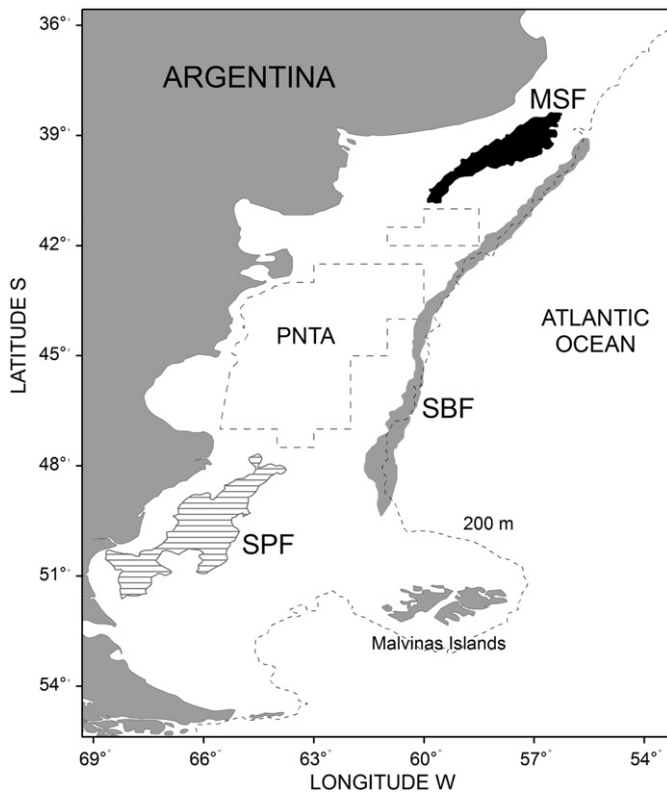 36°
ARGENTINA
MSF
39°
42°
ATLANTIC
OCEAN
PNTA
LATITUDE S
45°
SBF
48°
200 m
SPF
51°
Malvinas Islands
54°
69° 66° 63° 60° 57° 54°
LONGITUDE W